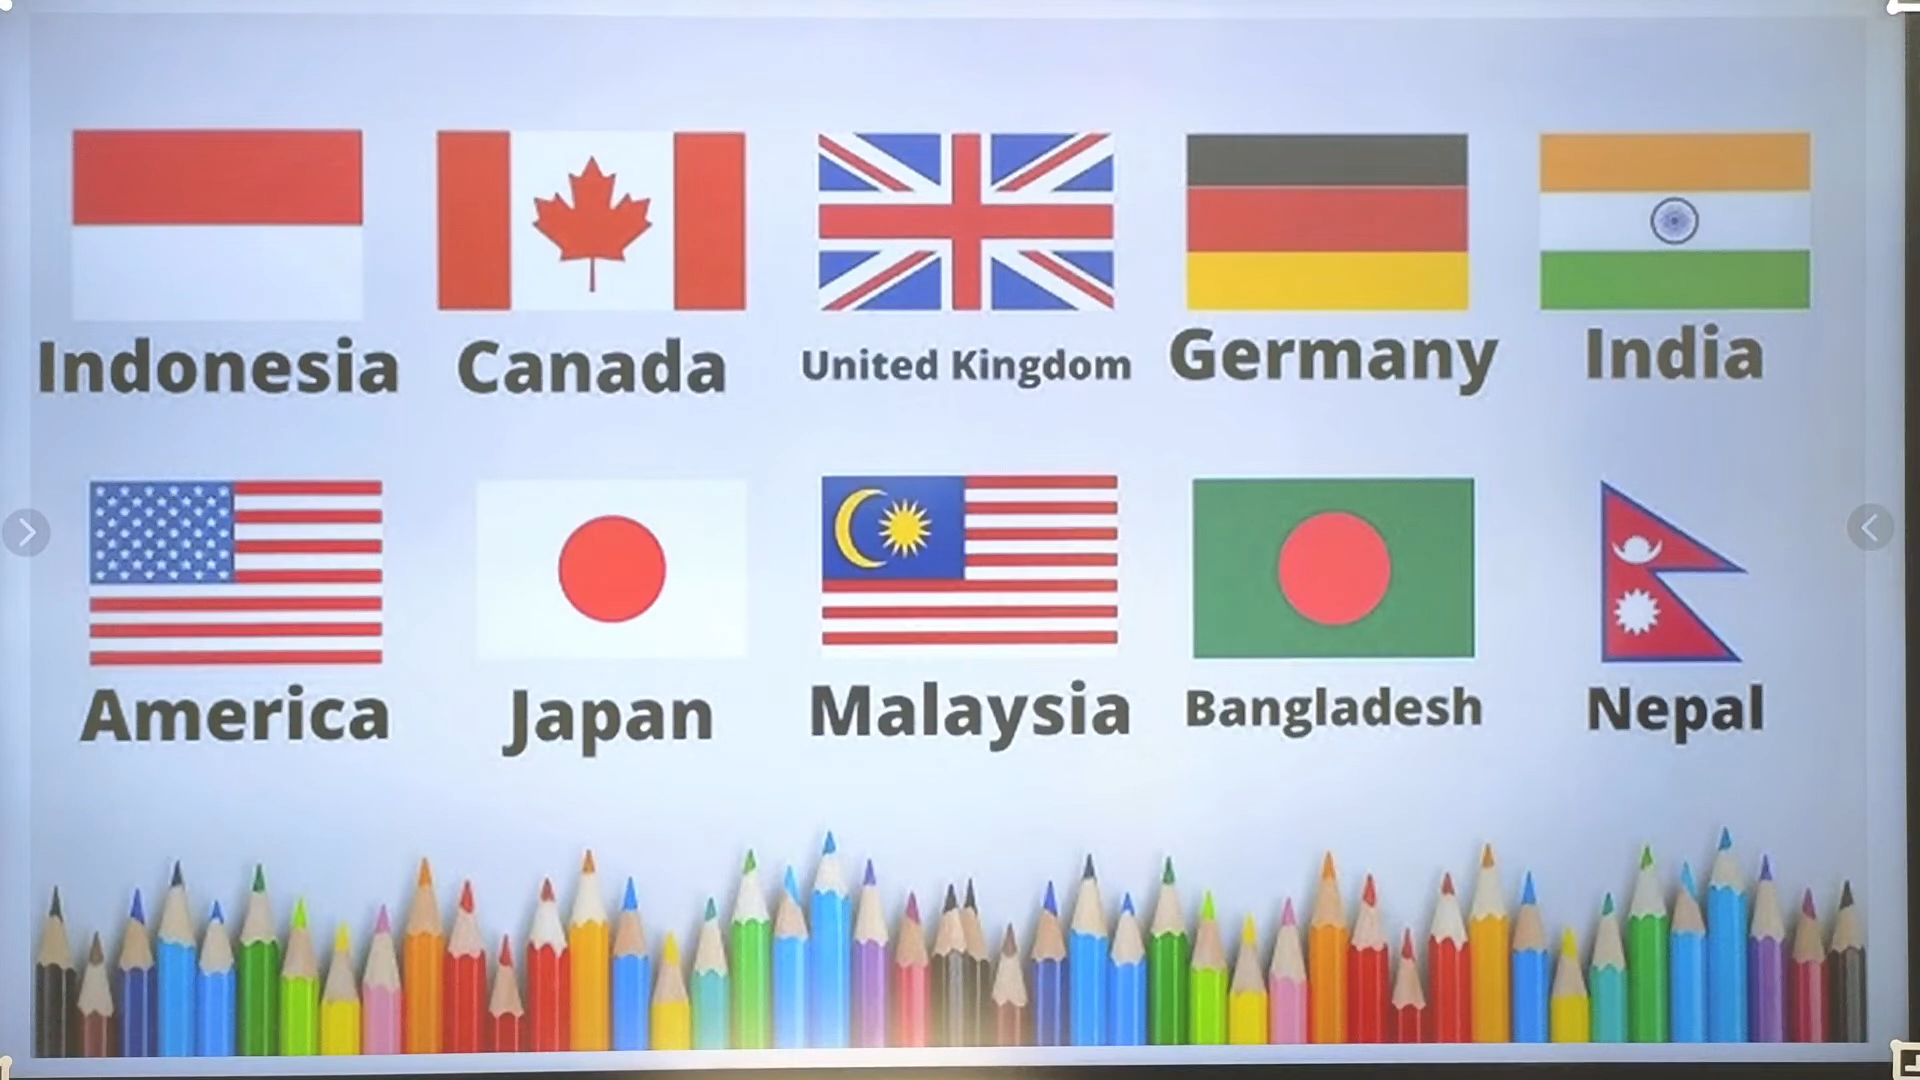 Indonesia
Canada
United Kingdom
Germany
India
America
Japan
Malaysia
Bangladesh
Nepal